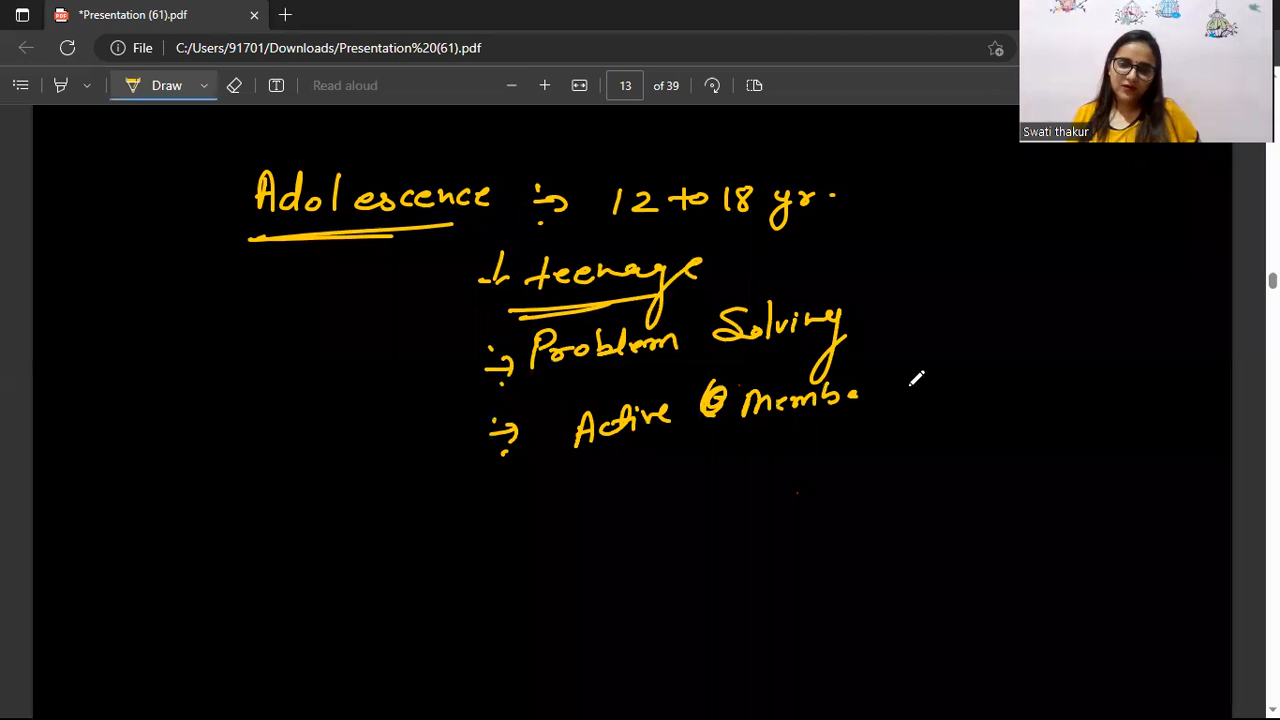 *Presentation (61).pdf
File C:/Users/91701/Downloads/Presentation%20(61).pdf
Draw Read aloud 13 of 39
Swati thakur
Adolescence 12 to 18 yr.
teenage
Problem Solving
Active Membe